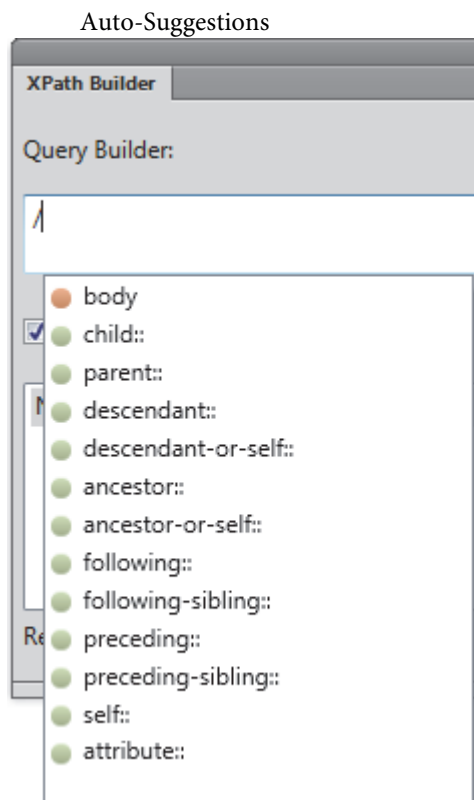 Auto-Suggestions
XPath Builder
Query Builder:
/
body
child::
parent::
descendant::
descendant-or-self::
ancestor::
ancestor-or-self::
following::
following-sibling::
preceding::
Re
preceding-sibling::
self::
attribute::